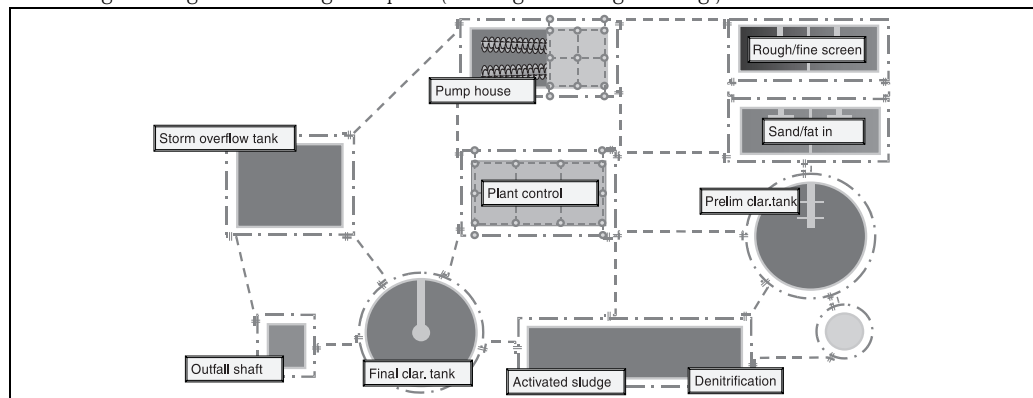 Rough/fine screen
Pump house
Storm overflow tank
Sand/fat in
Plant control
Prelim clar.tank
Outfall shaft
Final clar. tank
Activated sludge
Denitrification